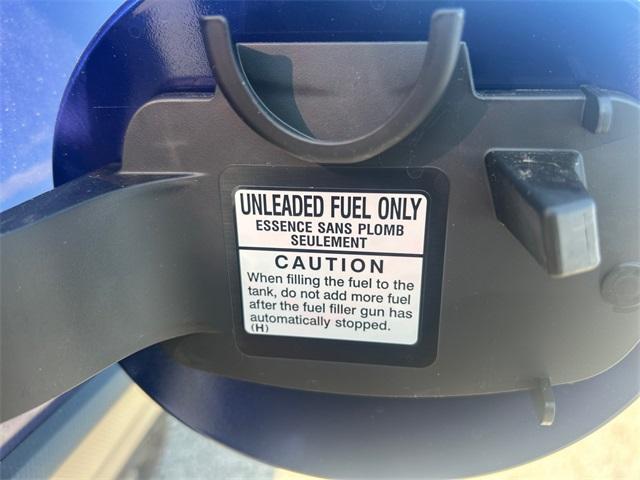 UNLEADED FUEL ONLY
ESSENCE SANS PLOMB
SEULEMENT
CAUTION
When filling the fuel to the
tank, do not add more fuel
after the fuel filler gun has
automatically stopped.
(H)